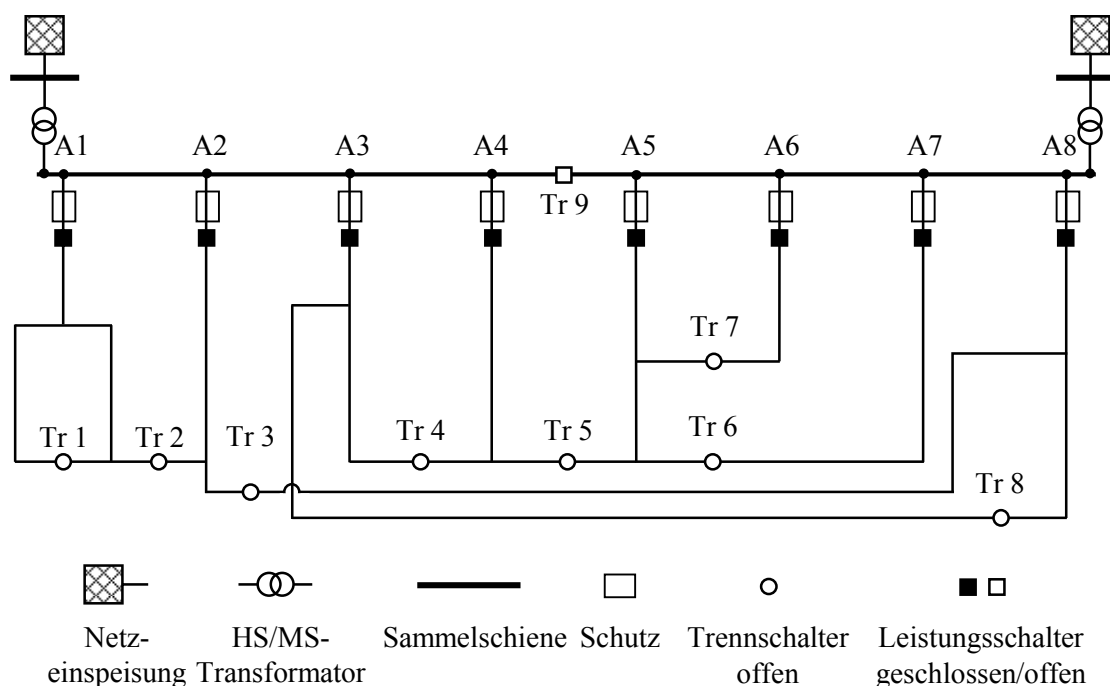 A1 A2 A3 A4 A5 A6 A7 A8
Tr 9
Tr 7
Tr 1 Tr 2 Tr 3 Tr 4 Tr 5 Tr 6
Tr 8
Netz-
einspeisung
HS/MS-
Transformator
Sammelschiene
Schutz
Trennschalter
offen
Leistungsschalter
geschlossen/offen